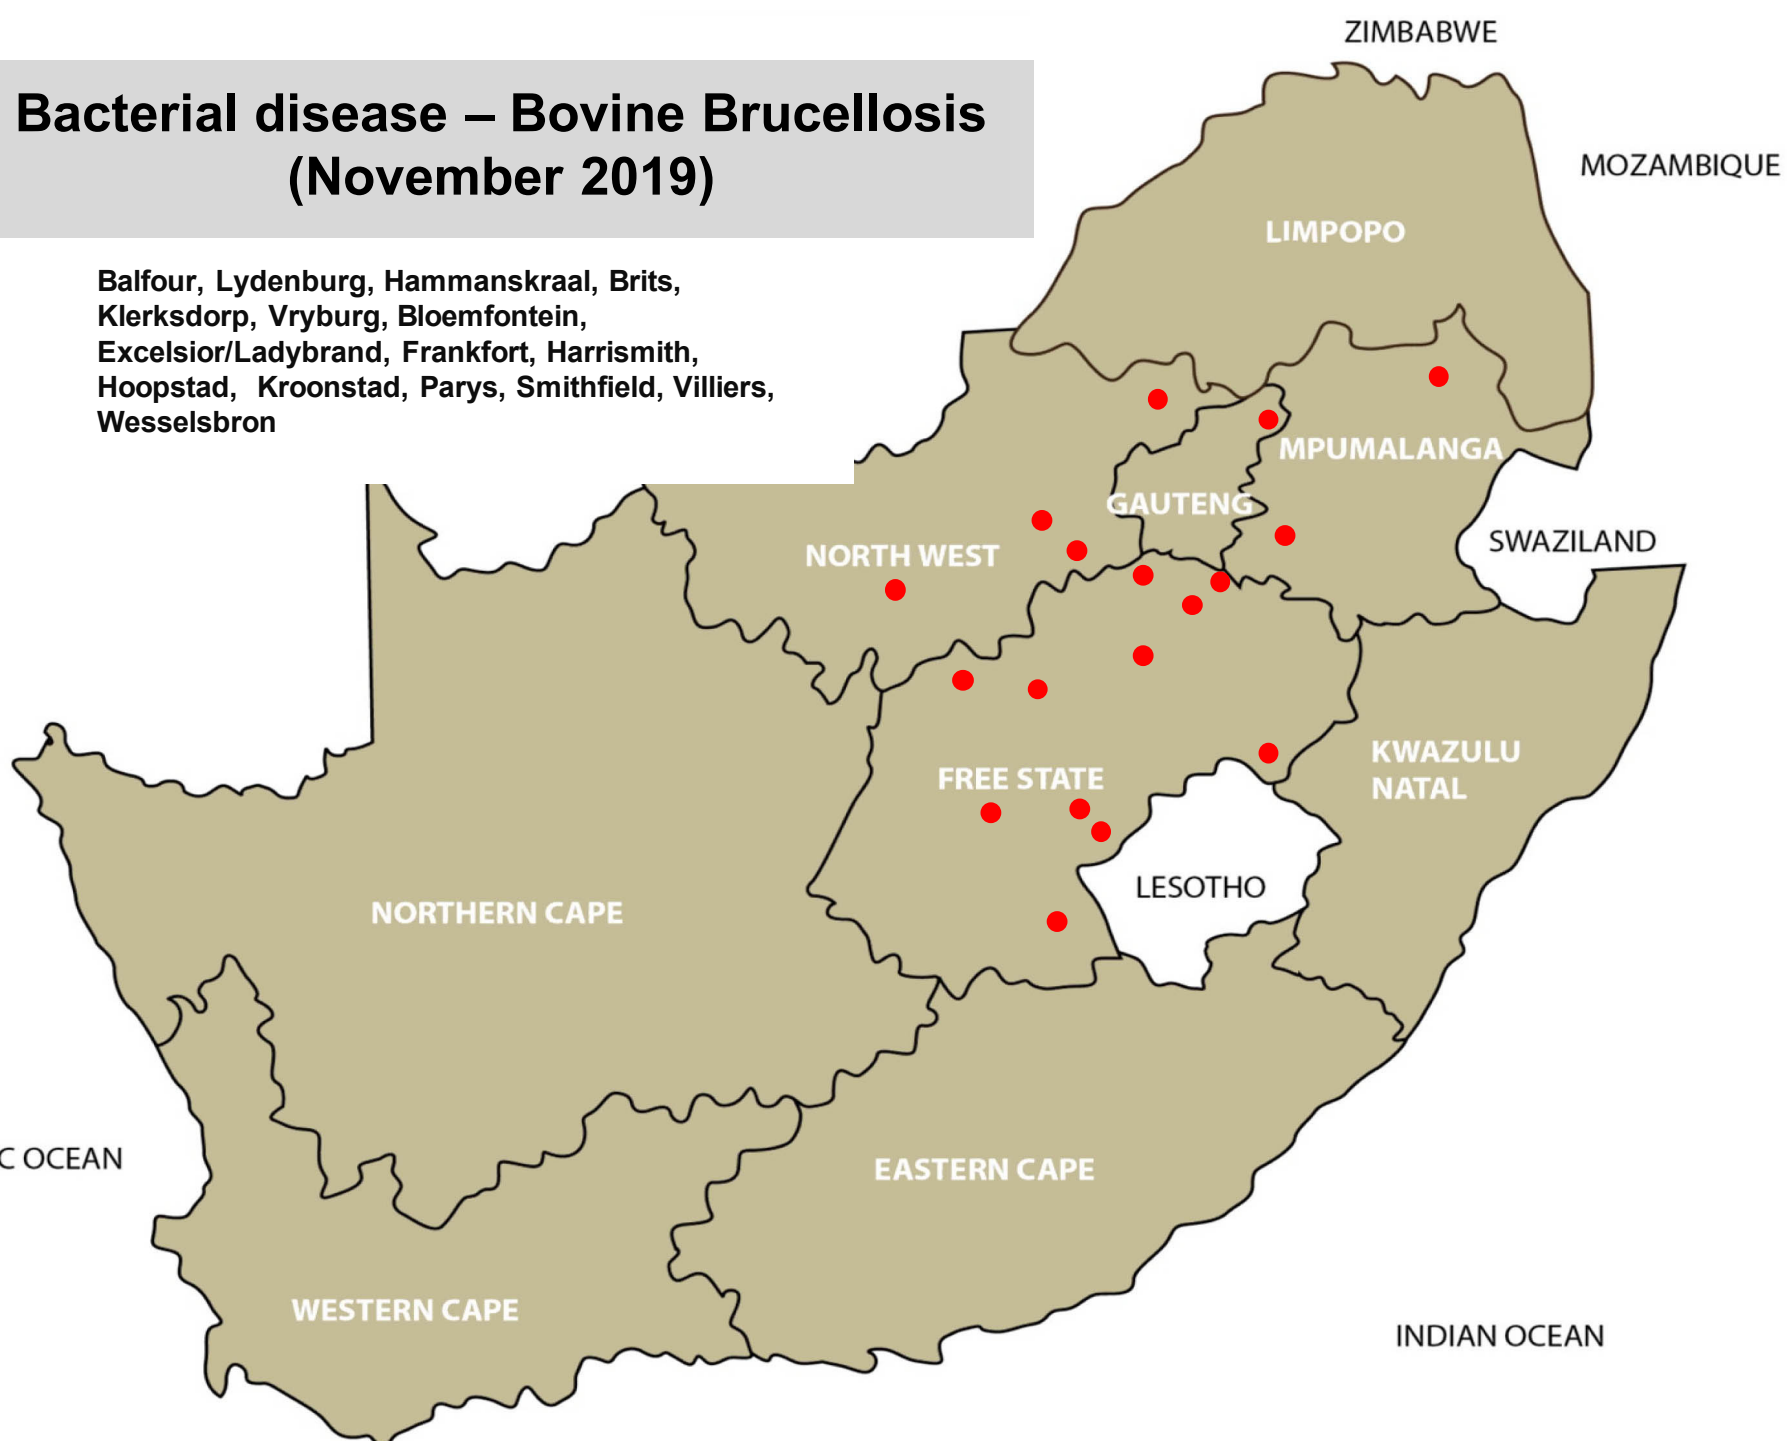 Bacterial disease – Bovine Brucellosis
(November 2019)
Balfour, Lydenburg, Hammanskraal, Brits,
Klerksdorp, Vryburg, Bloemfontein,
Excelsior/Ladybrand, Frankfort, Harrismith,
Hoopstad, Kroonstad, Parys, Smithfield, Villiers,
Wesselsbron
ZIMBABWE
MOZAMBIQUE
LIMPOPO
MPUMALANGA
GAUTENG
SWAZILAND
NORTH WEST
KWAZULU
NATAL
FREE STATE
LESOTHO
NORTHERN CAPE
C OCEAN
EASTERN CAPE
WESTERN CAPE
INDIAN OCEAN